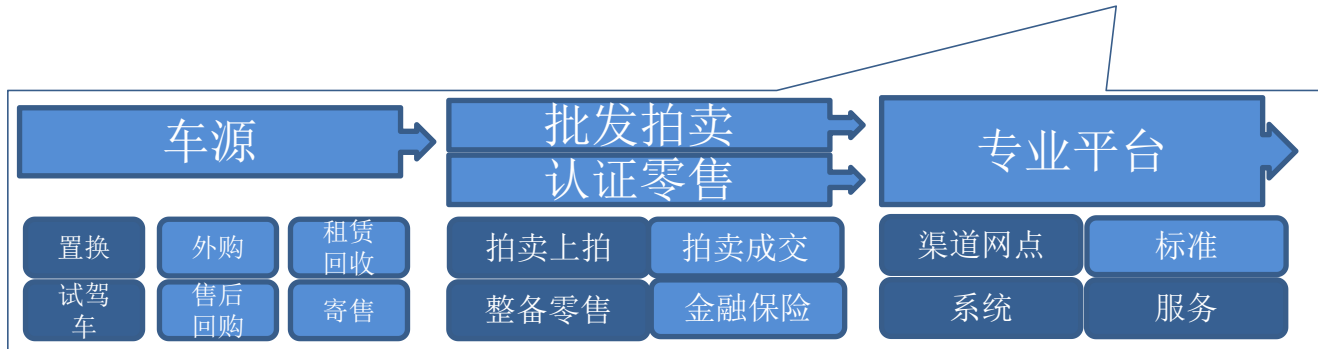 车源
批发拍卖
认证零售
专业平台
置换
外购
租赁
回收
试驾
车
售后
回购
寄售
拍卖上拍
拍卖成交
整备零售
金融保险
渠道网点
标准
系统
服务